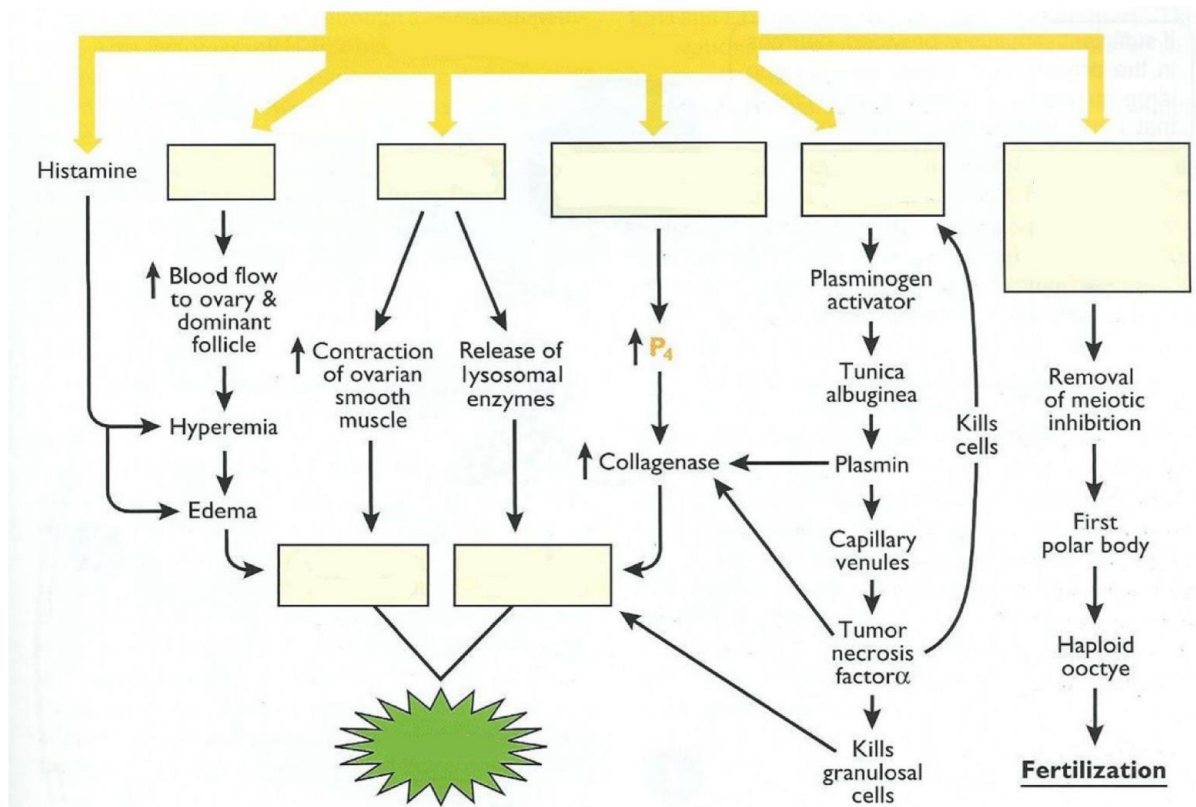 Histamine
Blood flow
to ovary &
dominant
follicle
Hyperemia
Edema
Contraction
of ovarian
smooth
muscle
Release of
lysosomal
enzymes
P4
Collagenase
Plasminogen
activator
Tunica
albuginea
Plasmin
Capillary
venules
Tumor
necrosis
factorα
Kills
granulosal
cells
Kills
cells
Removal
of meiotic
inhibition
First
polar body
Haploid
ooctye
Fertilization